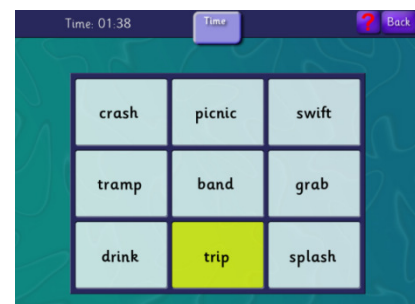 Time: 01:38 Time ? Back
crash picnic swift
tramp band grab
drink trip splash